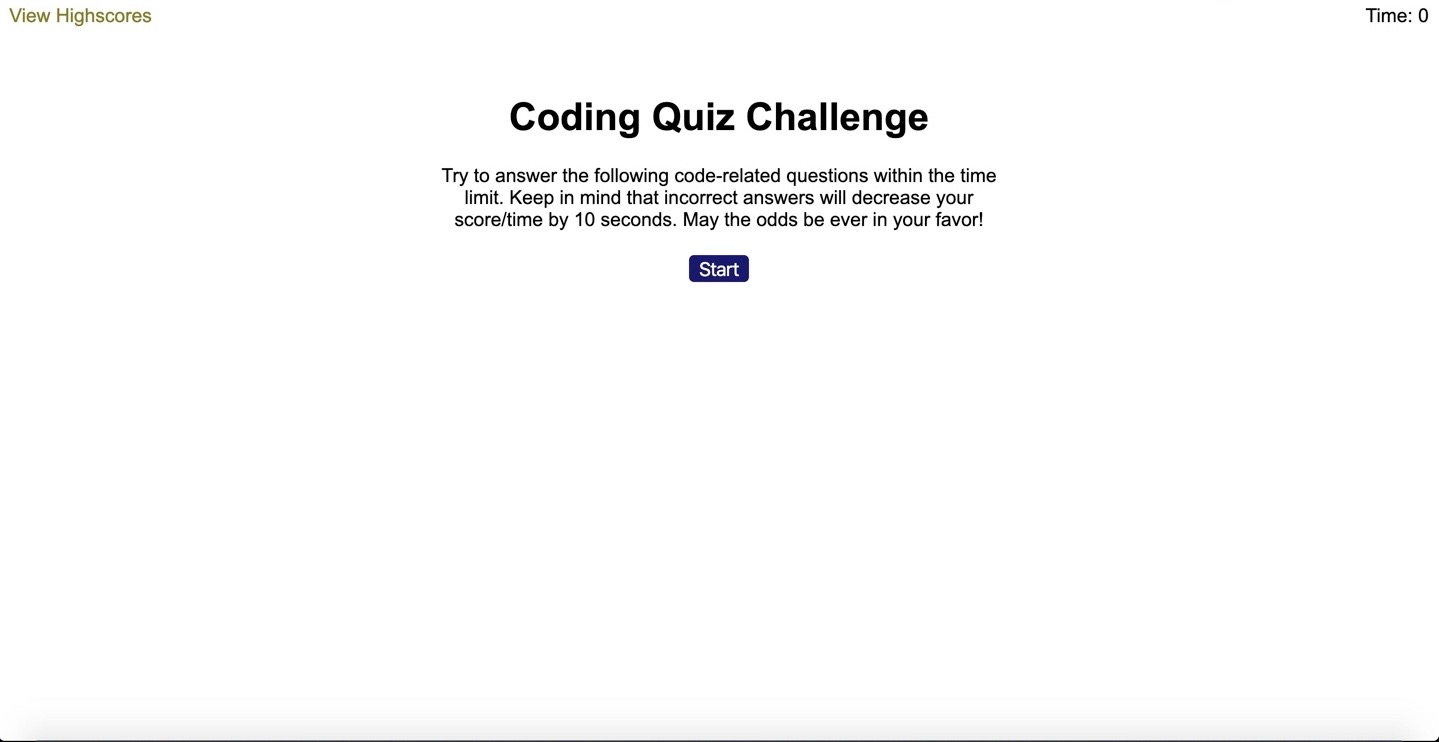 View Highscores
Time: 0
Coding Quiz Challenge
Try to answer the following code-related questions within the time
limit. Keep in mind that incorrect answers will decrease your
score/time by 10 seconds. May the odds be ever in your favor!
Start